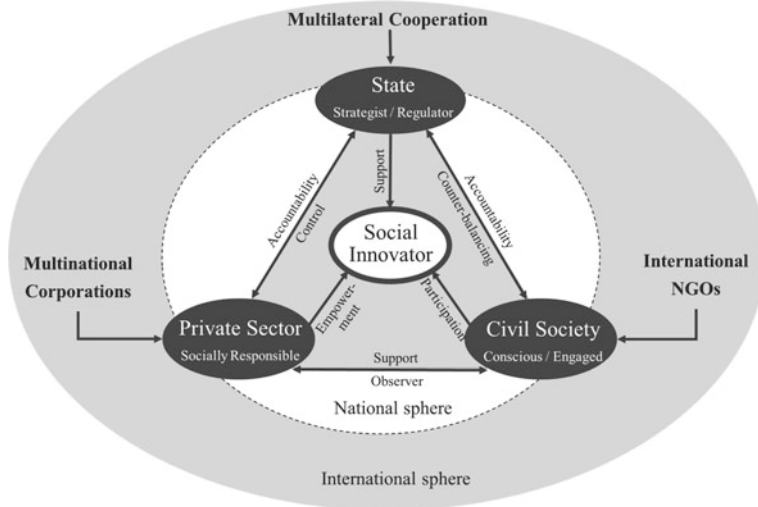 Multilateral Cooperation
State
Strategist / Regulator
Support
Accountability
Control
Accountability
Counter-balancing
Social
Innovator
Multinational
Corporations
International
NGOs
Private Sector
Socially Responsible
Empower-
ment
Participation
Civil Society
Conscious / Engaged
Support
Observer
National sphere
International sphere